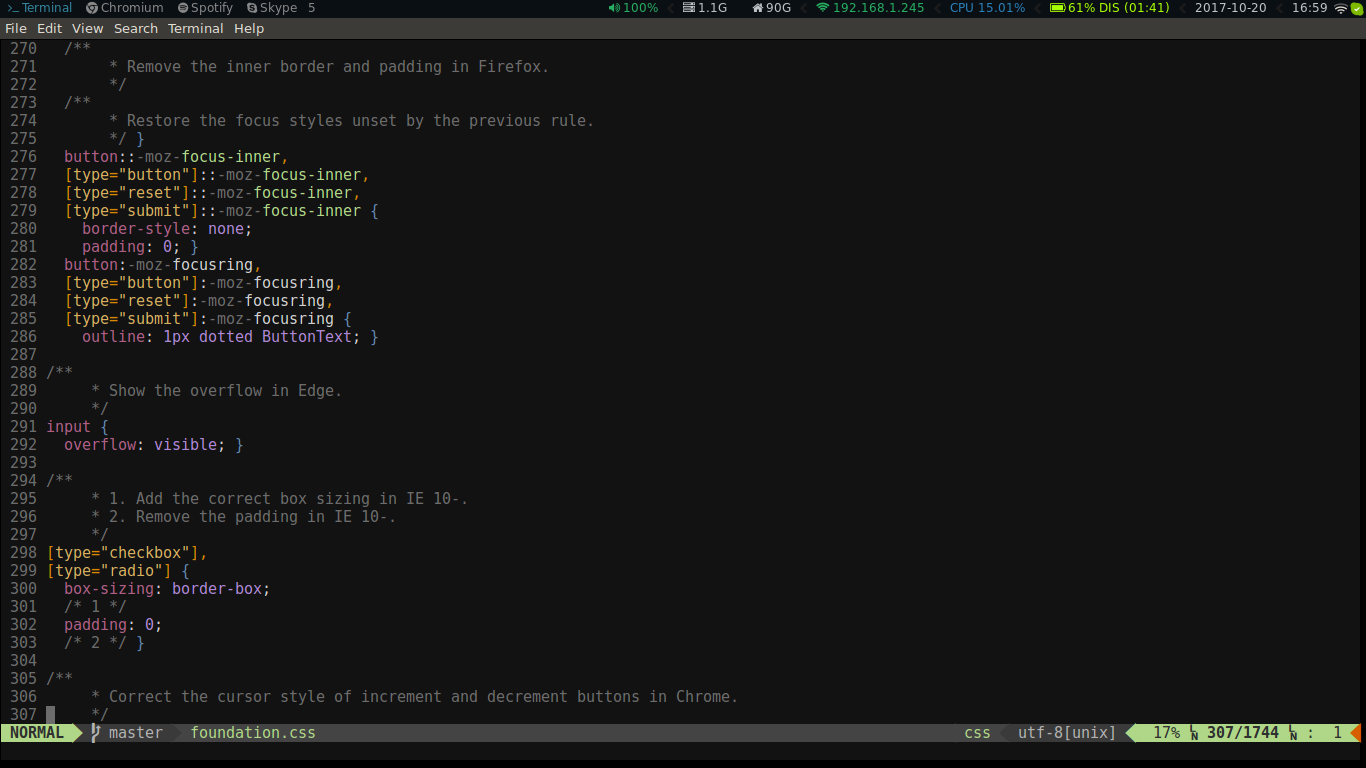 Terminal Chromium Spotify Skype 5 100% 1.1G 90G 192.168.1.245 CPU 15.01% 61% DIS (01:41) 2017-10-20 16:59
File Edit View Search Terminal Help
270 /**
271 * Remove the inner border and padding in Firefox.
272 */
273 /**
274 * Restore the focus styles unset by the previous rule.
275 */ }
276 button::-moz-focus-inner,
277 [type="button"]::-moz-focus-inner,
278 [type="reset"]::-moz-focus-inner,
279 [type="submit"]::-moz-focus-inner {
280 border-style: none;
281 padding: 0; }
282 button:-moz-focusring,
283 [type="button"]:-moz-focusring,
284 [type="reset"]:-moz-focusring,
285 [type="submit"]:-moz-focusring {
286 outline: 1px dotted ButtonText; }
287
288 /**
289 * Show the overflow in Edge.
290 */
291 input {
292 overflow: visible; }
293
294 /**
295 * 1. Add the correct box sizing in IE 10-.
296 * 2. Remove the padding in IE 10-.
297 */
298 [type="checkbox"],
299 [type="radio"] {
300 box-sizing: border-box;
301 /* 1 */
302 padding: 0;
303 /* 2 */ }
304
305 /**
306 * Correct the cursor style of increment and decrement buttons in Chrome.
307 */
NORMAL master foundation.css css utf-8[unix] 17% LN 307/1744 LN : 1